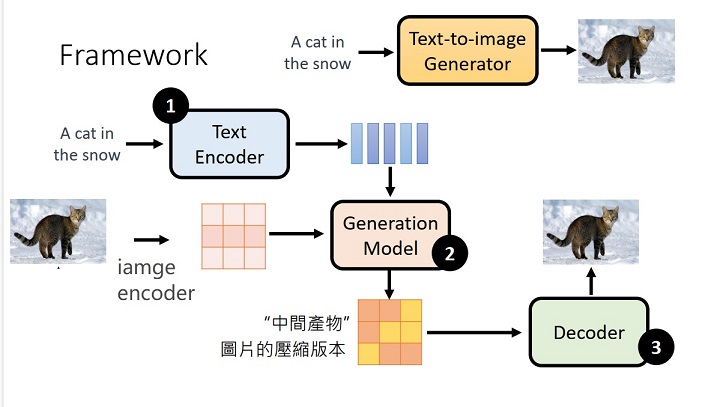 Framework
A cat in
the snow
Text-to-image
Generator
1
A cat in
the snow
Text
Encoder
iamge
encoder
Generation
Model
2
“中間產物”
圖片的壓縮版本
Decoder
3